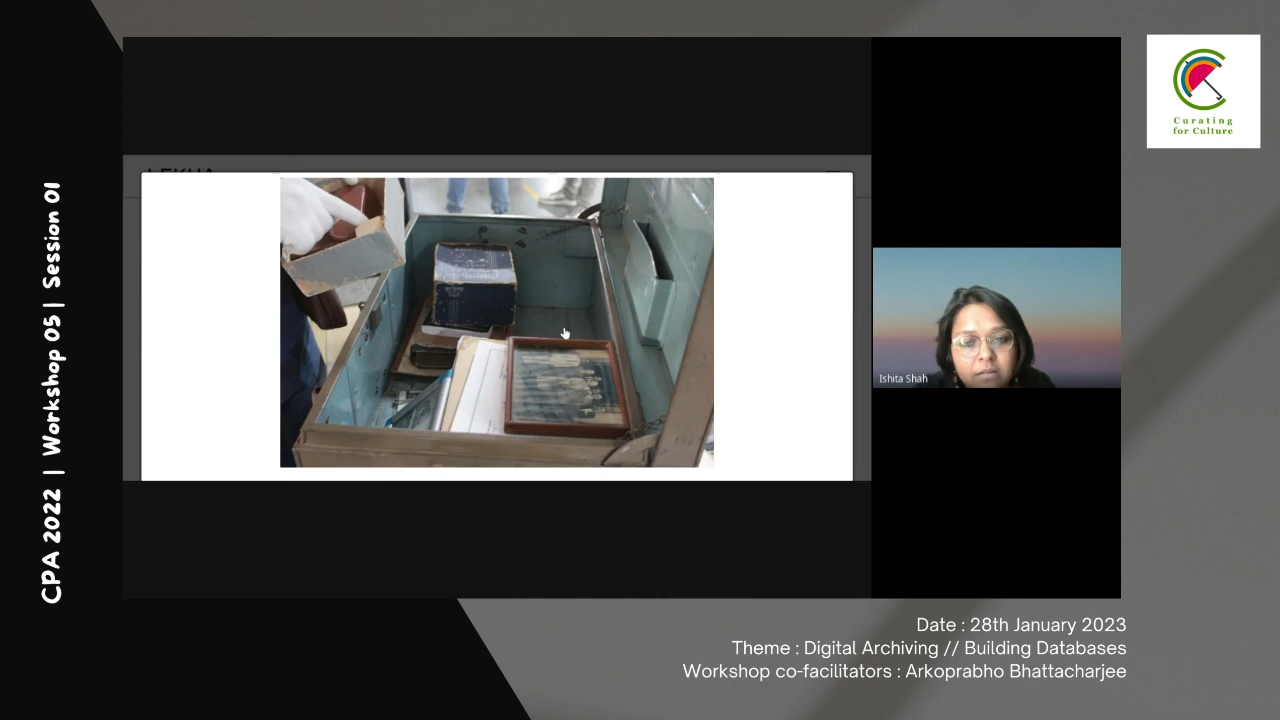 CPA 2022 | Workshop 05 | Session 01
Curating
for Culture
Ishita Shah
Date : 28th January 2023
Theme : Digital Archiving // Building Databases
Workshop co-facilitators : Arkoprabho Bhattacharjee